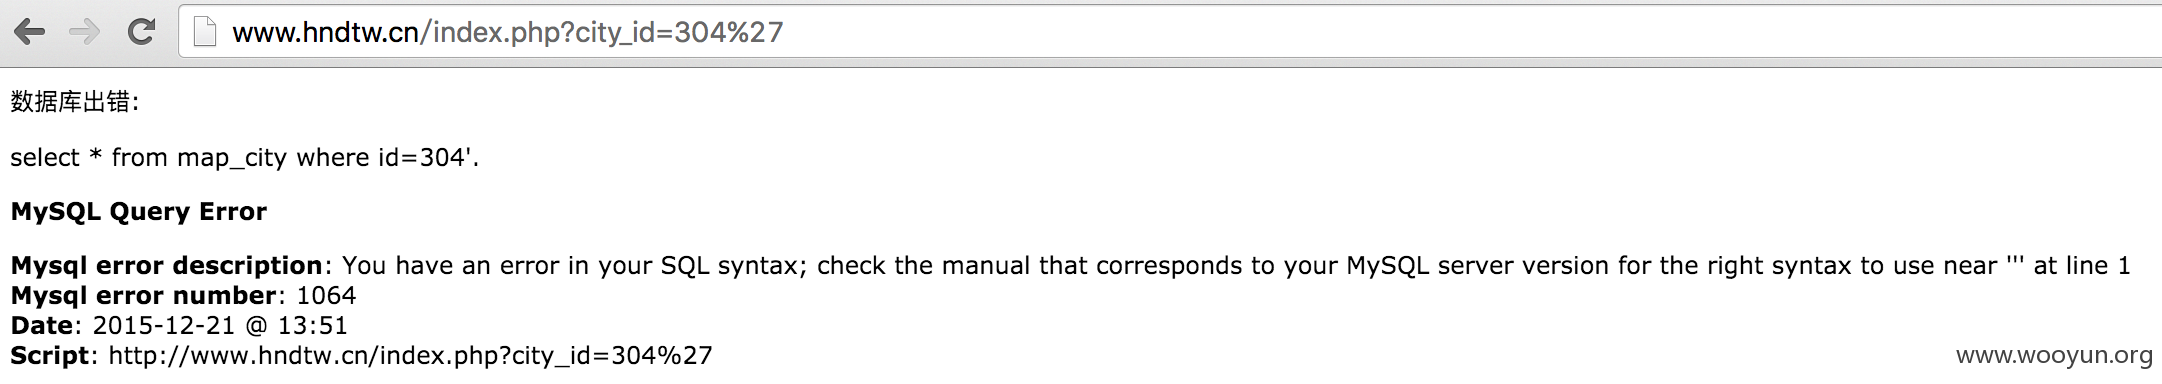 www.hndtw.cn/index.php?city_id=304%27
数据库出错:
select * from map_city where id=304'.
MySQL Query Error
Mysql error description: You have an error in your SQL syntax; check the manual that corresponds to your MySQL server version for the right syntax to use near ''' at line 1
Mysql error number: 1064
Date: 2015-12-21 @ 13:51
Script: http://www.hndtw.cn/index.php?city_id=304%27
www.wooyun.org